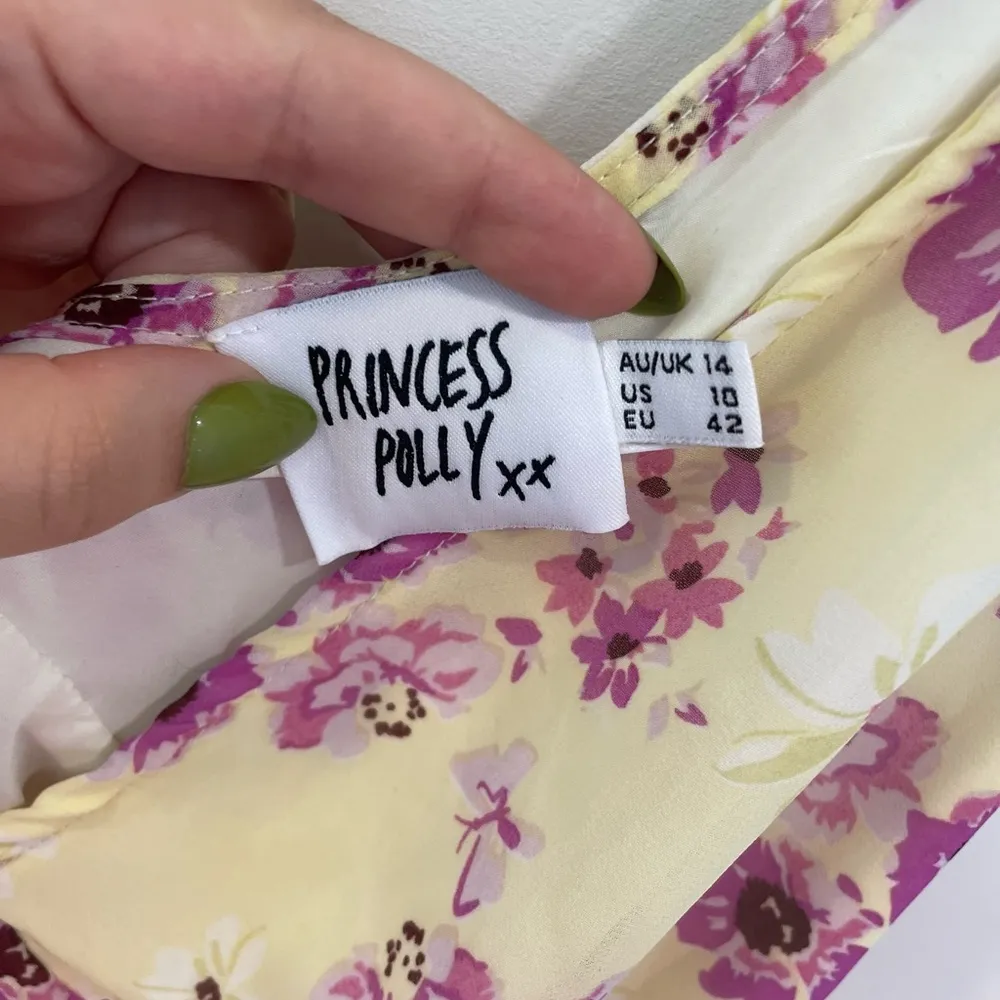 PRINCESS
POLLY xx
AU/UK 14
US 10
EU 42